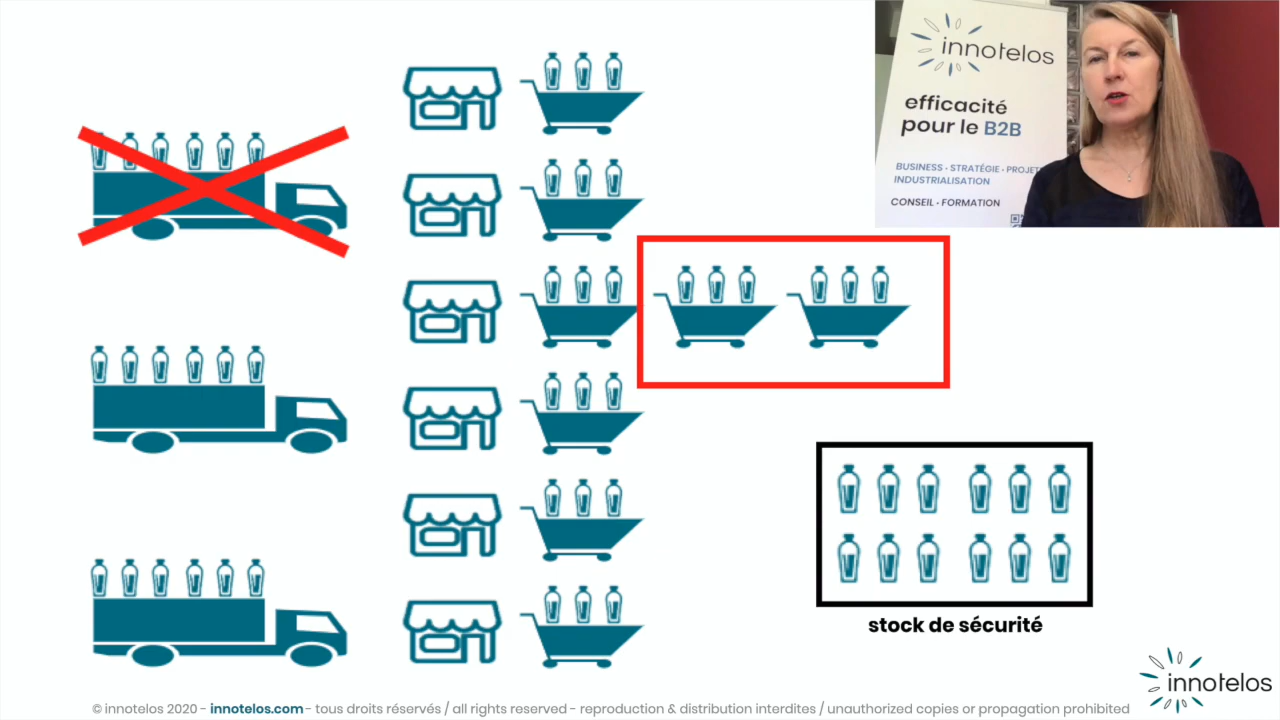 innotelos
efficacité
pour le B2B
BUSINESS • STRATÉGIE • PROJET
INDUSTRIALISATION
CONSEIL • FORMATION
stock de sécurité
innotelos
© innotelos 2020 - innotelos.com - tous droits réservés / all rights reserved - reproduction & distribution interdites / unauthorized copies or propagation prohibited